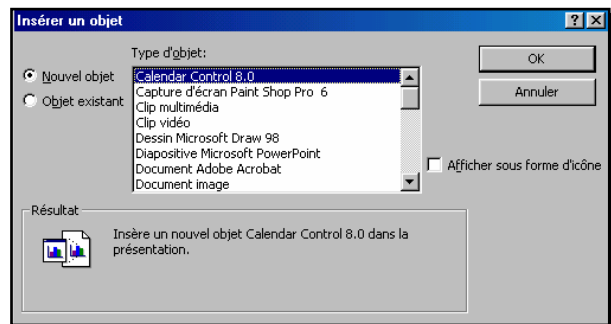 Insérer un objet
Type d'objet:
Nouvel objet
Objet existant
Calendar Control 8.0
Capture d'écran Paint Shop Pro 6
Clip multimédia
Clip vidéo
Dessin Microsoft Draw 98
Diapositive Microsoft PowerPoint
Document Adobe Acrobat
Document image
OK
Annuler
Afficher sous forme d'icône
Résultat
Insère un nouvel objet Calendar Control 8.0 dans la
présentation.